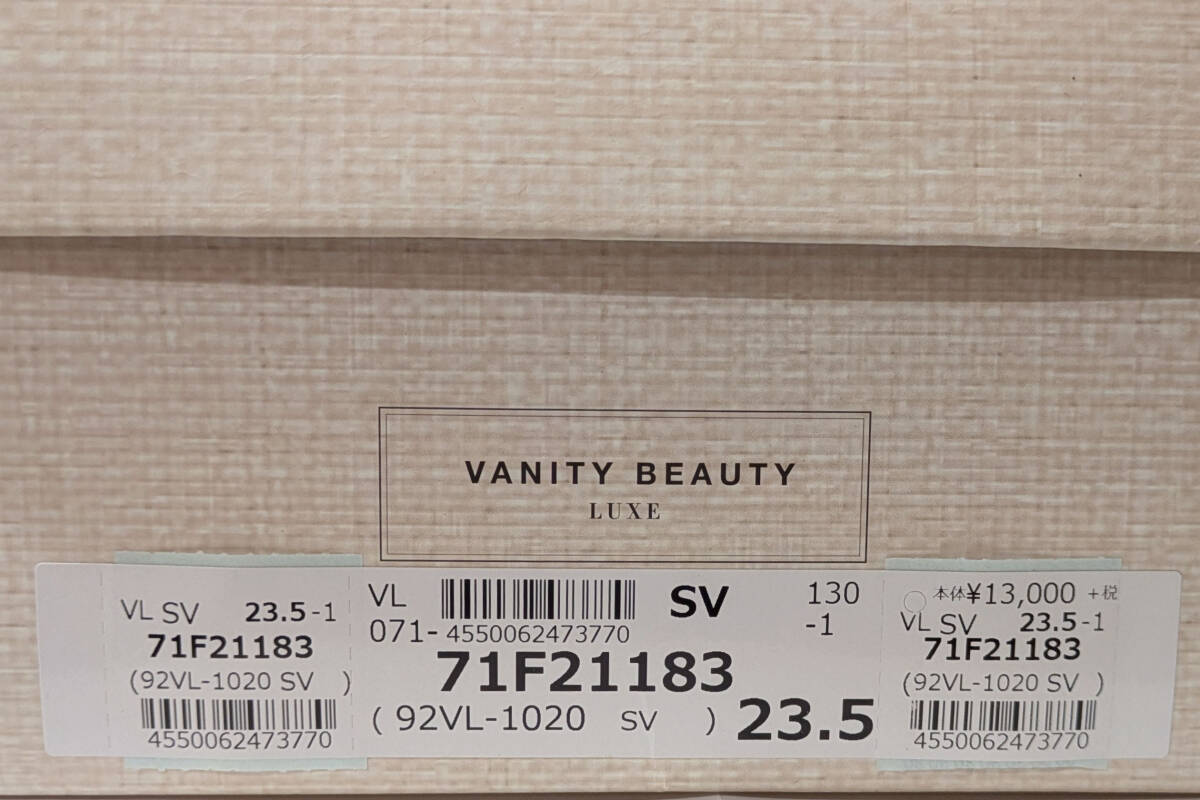 VANITY BEAUTY
LUXE
VL SV 23.5-1
71F21183
(92VL-1020 SV )
4550062473770
VL
071-4550062473770
SV
130
-1
71F21183
(92VL-1020 SV )
23.5
本体¥13,000 +税
VL SV 23.5-1
71F21183
(92VL-1020 SV )
4550062473770